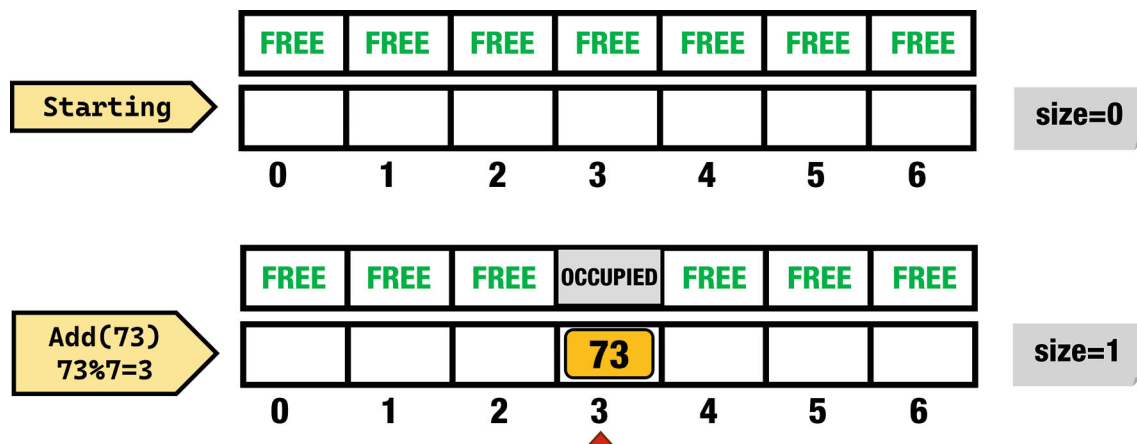 FREE FREE FREE FREE FREE FREE FREE
Starting
size=0
0 1 2 3 4 5 6
FREE FREE FREE OCCUPIED FREE FREE FREE
Add(73)
73%7=3
73
size=1
0 1 2 3 4 5 6